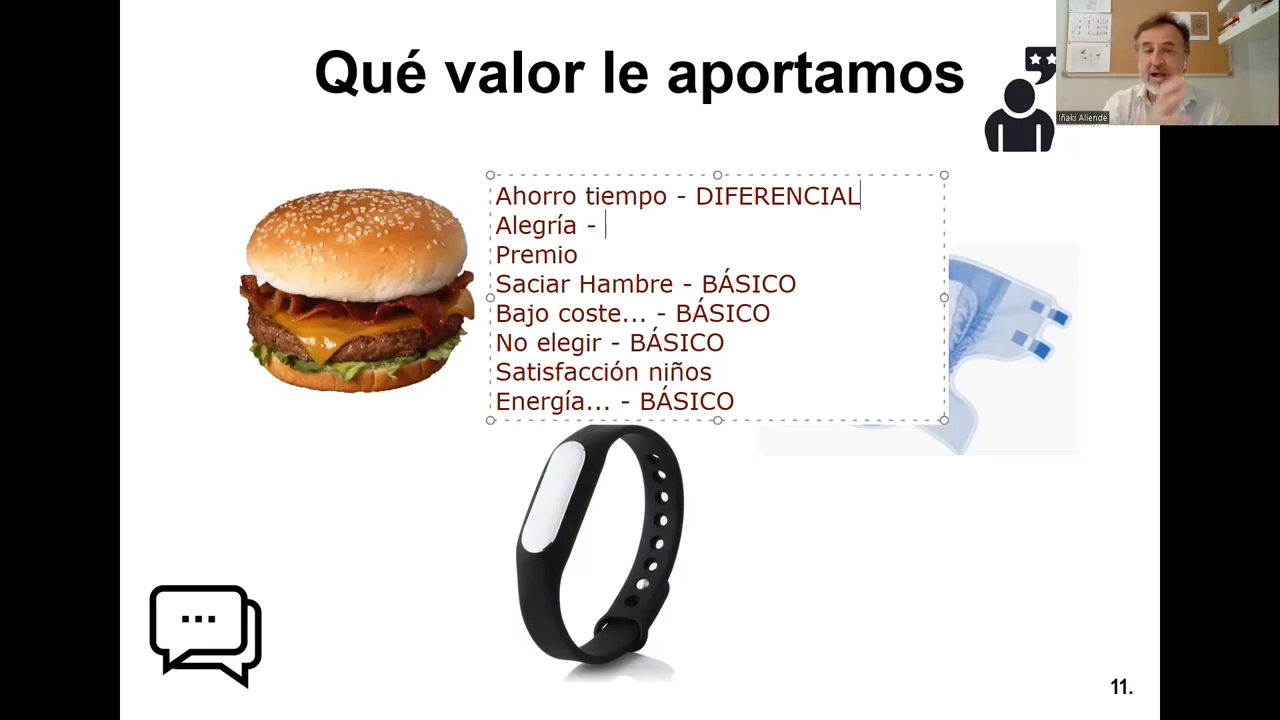 Qué valor le aportamos
Iñaki Aliende
Ahorro tiempo - DIFERENCIAL
Alegría -
Premio
Saciar Hambre - BÁSICO
Bajo coste... - BÁSICO
No elegir - BÁSICO
Satisfacción niños
Energía... - BÁSICO
11.